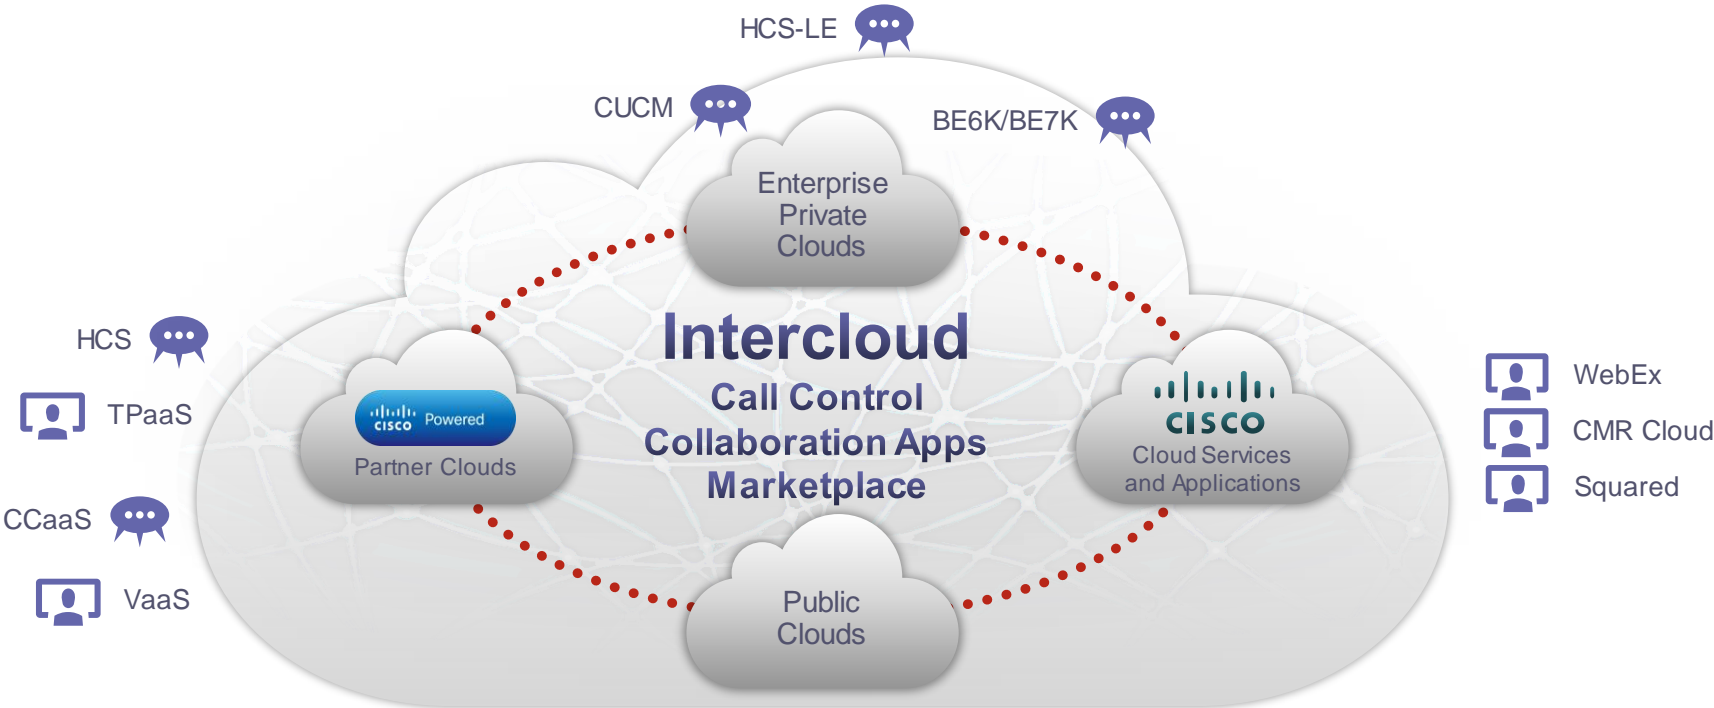 HCS-LE
CUCM
BE6K/BE7K
Enterprise
Private
Clouds
HCS
TPaaS
CCaaS
VaaS
CISCO Powered
Partner Clouds
Intercloud
Call Control
Collaboration Apps
Marketplace
CISCO
Cloud Services
and Applications
WebEx
CMR Cloud
Squared
Public
Clouds